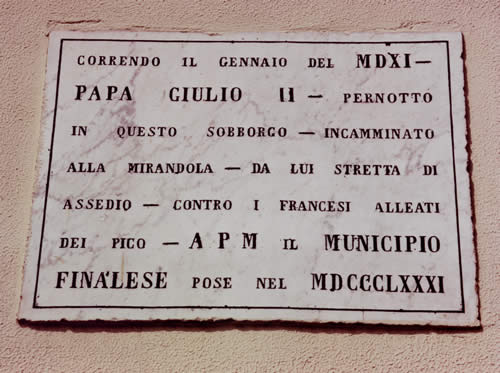 CORRENDO IL GENNAIO DEL MDXI —
PAPA GIULIO II — PERNOTTÒ
IN QUESTO SOBBORGO — INCAMMINATO
ALLA MIRANDOLA — DA LUI STRETTA DI
ASSEDIO — CONTRO I FRANCESI ALLEATI
DEI PICO — A P M IL MUNICIPIO
FINALESE POSE NEL MDCCCLXXXI